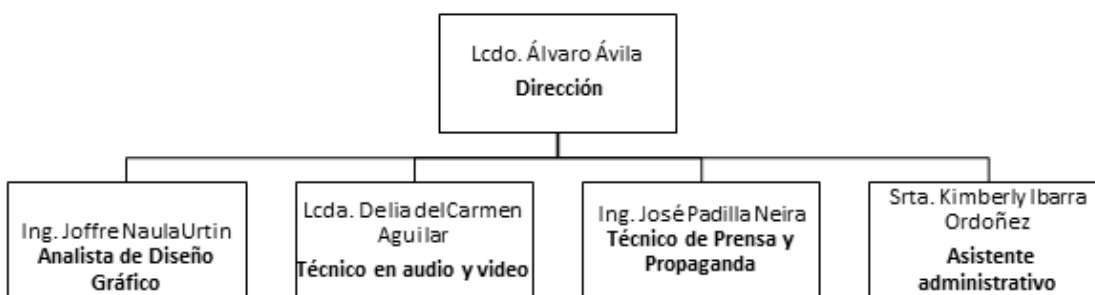 Lcdo. Álvaro Ávila
Dirección
Ing. Joffre Naula Urtin
Analista de Diseño
Gráfico
Lcda. Delia del Carmen
Aguilar
Técnico en audio y video
Ing. José Padilla Neira
Técnico de Prensa y
Propaganda
Srta. Kimberly Ibarra
Ordoñez
Asistente
administrativo